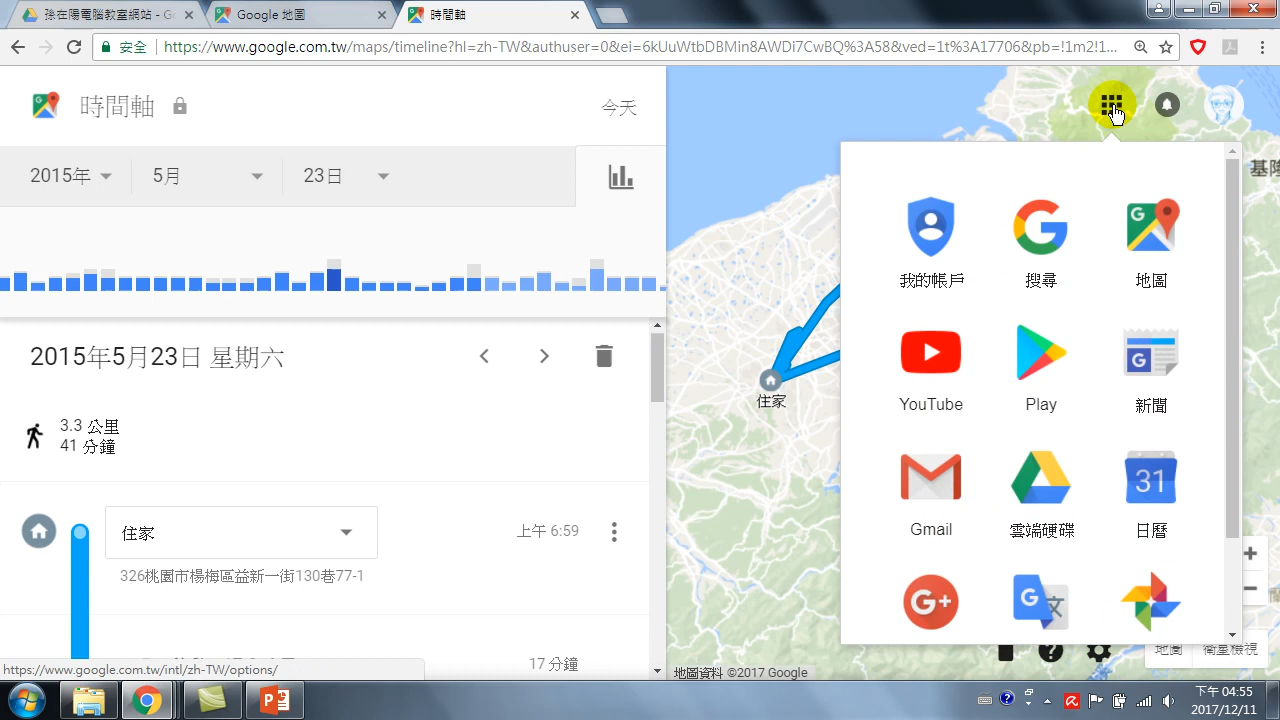 孫在陽電腦教室網站 - Go
Google 地圖
時間軸
安全
https://www.google.com.tw/maps/timeline?hl=zh-TW&authuser=0&ei=6kUuWtbDBMin8AWDi7CwBQ%3A58&ved=1t%3A17706&pb=!1m2!1...
時間軸
今天
2015年
5月
23日
2015年5月23日 星期六
3.3 公里
41 分鐘
住家
上午 6:59
326桃園市楊梅區益新一街130巷77-1
17 分鐘
https://www.google.com.tw/intl/zh-TW/options/
住家
基隆
我的帳戶
搜尋
地圖
YouTube
Play
新聞
Gmail
雲端硬碟
31
日曆
地圖
衛星檢視
地圖資料 ©2017 Google
下午 04:55
2017/12/11